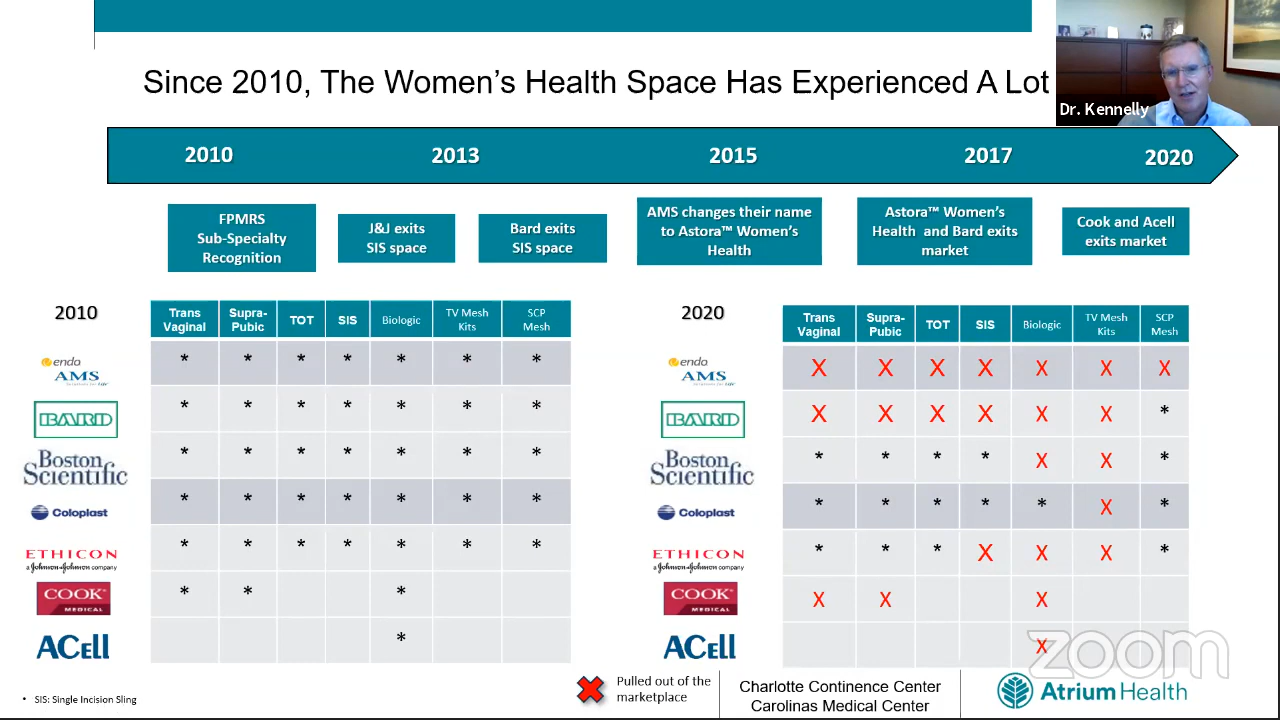 Since 2010, The Women's Health Space Has Experienced A Lot
Dr. Kennelly
2010 2013 2015 2017 2020
FPMRS
Sub-Specialty
Recognition
J&J exits
SIS space
Bard exits
SIS space
AMS changes their name
to Astora™ Women's
Health
Astora™ Women's
Health and Bard exits
market
Cook and Acell
exits market
2010
Trans
Vaginal
Supra-
Pubic
TOT
SIS
Biologic
TV Mesh
Kits
SCP
Mesh
endo
AMS
* * * * * * *
BARD
* * * * * * *
Boston
Scientific
* * * * * * *
Coloplast
* * * * * * *
ETHICON
a Johnson & Johnson company
* * * * * * *
COOK
MEDICAL
* * *
ACell
*
2020
Trans
Vaginal
Supra-
Pubic
TOT
SIS
Biologic
TV Mesh
Kits
SCP
Mesh
endo
AMS
X X X X X X X
BARD
X X X X X X *
Boston
Scientific
* * * * X X *
Coloplast
* * * * * X *
ETHICON
a Johnson & Johnson company
* * * X X X *
COOK
MEDICAL
X X X
ACell
X
zoom
• SIS: Single Incision Sling
Pulled out of the
marketplace
Charlotte Continence Center
Carolinas Medical Center
Atrium Health